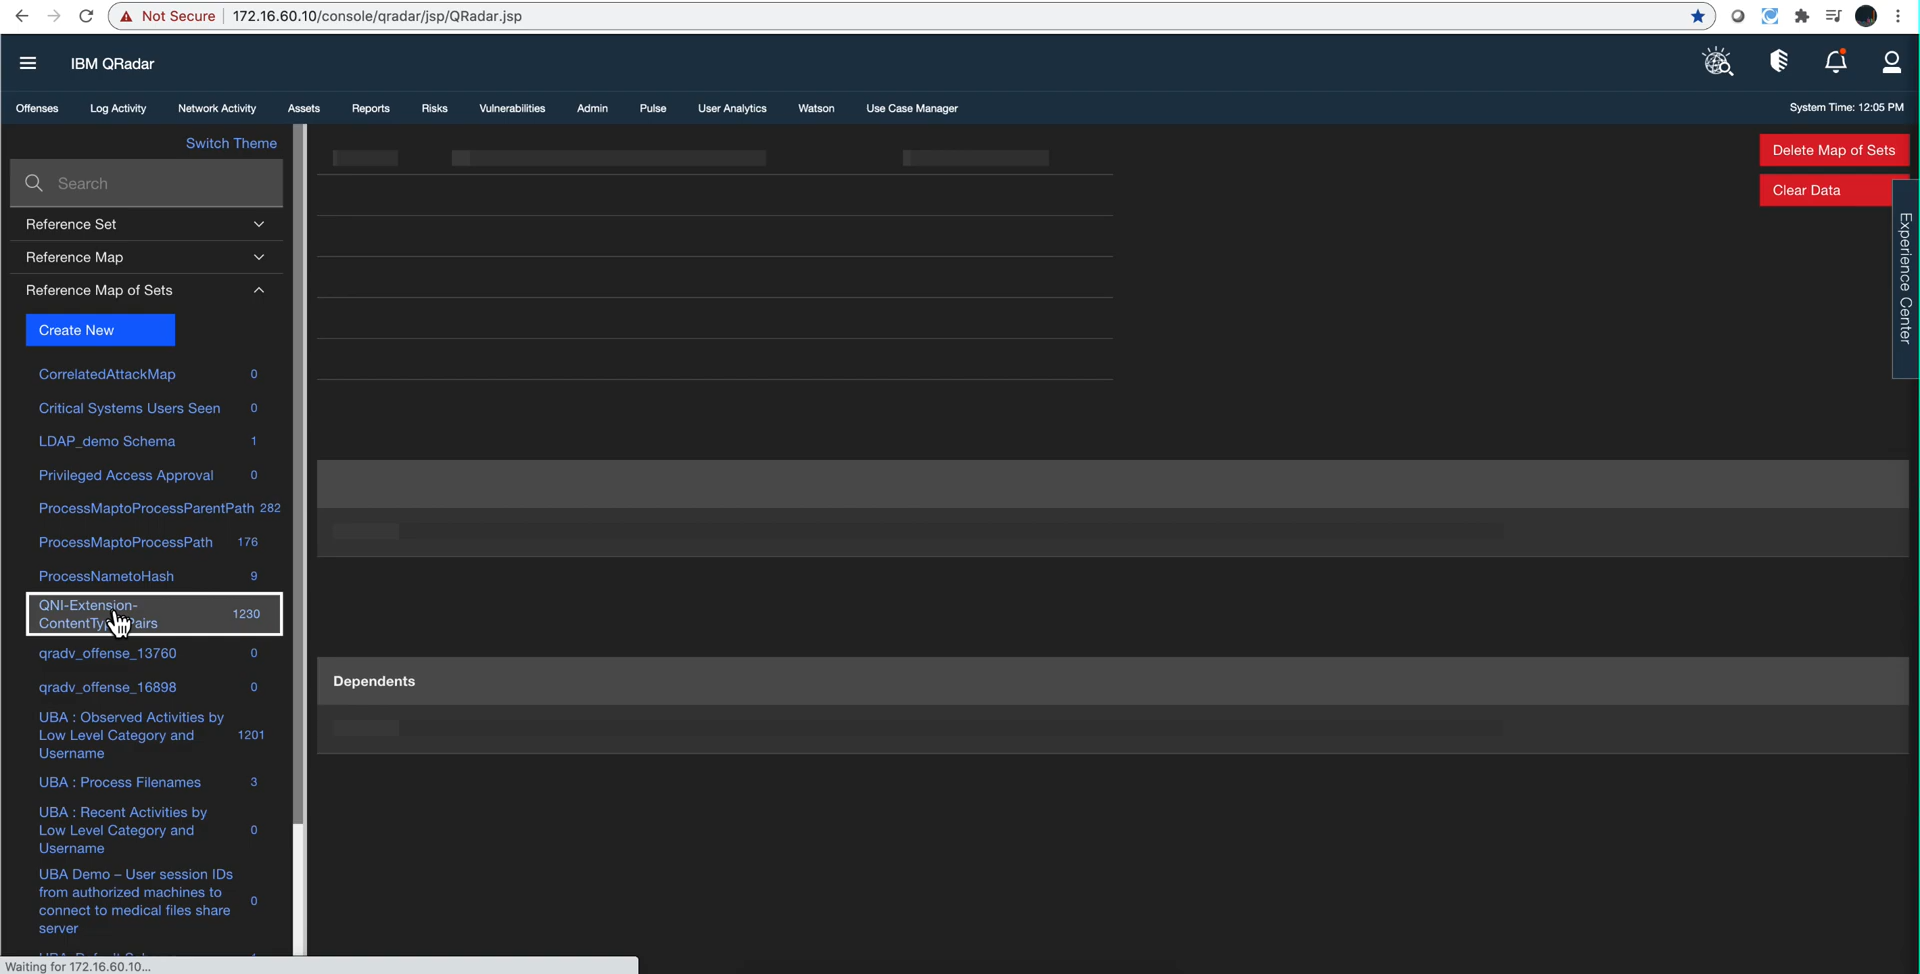 Not Secure 172.16.60.10/console/qradar/jsp/QRadar.jsp
IBM QRadar
Offenses Log Activity Network Activity Assets Reports Risks Vulnerabilities Admin Pulse User Analytics Watson Use Case Manager System Time: 12:05 PM
Switch Theme
Search
Reference Set
Reference Map
Reference Map of Sets
Create New
CorrelatedAttackMap 0
Critical Systems Users Seen 0
LDAP_demo Schema 1
Privileged Access Approval 0
ProcessMaptoProcessParentPath 282
ProcessMaptoProcessPath 176
ProcessNametoHash 9
QNI-Extension-
1230
qradv_offense_13760 0
qradv_offense_16898 0
UBA : Observed Activities by
Low Level Category and 1201
Username
UBA : Process Filenames 3
UBA : Recent Activities by
Low Level Category and 0
Username
UBA Demo – User session IDs
from authorized machines to
connect to medical files share 0
server
Delete Map of Sets
Clear Data
Experience Center
Dependents
Waiting for 172.16.60.10...